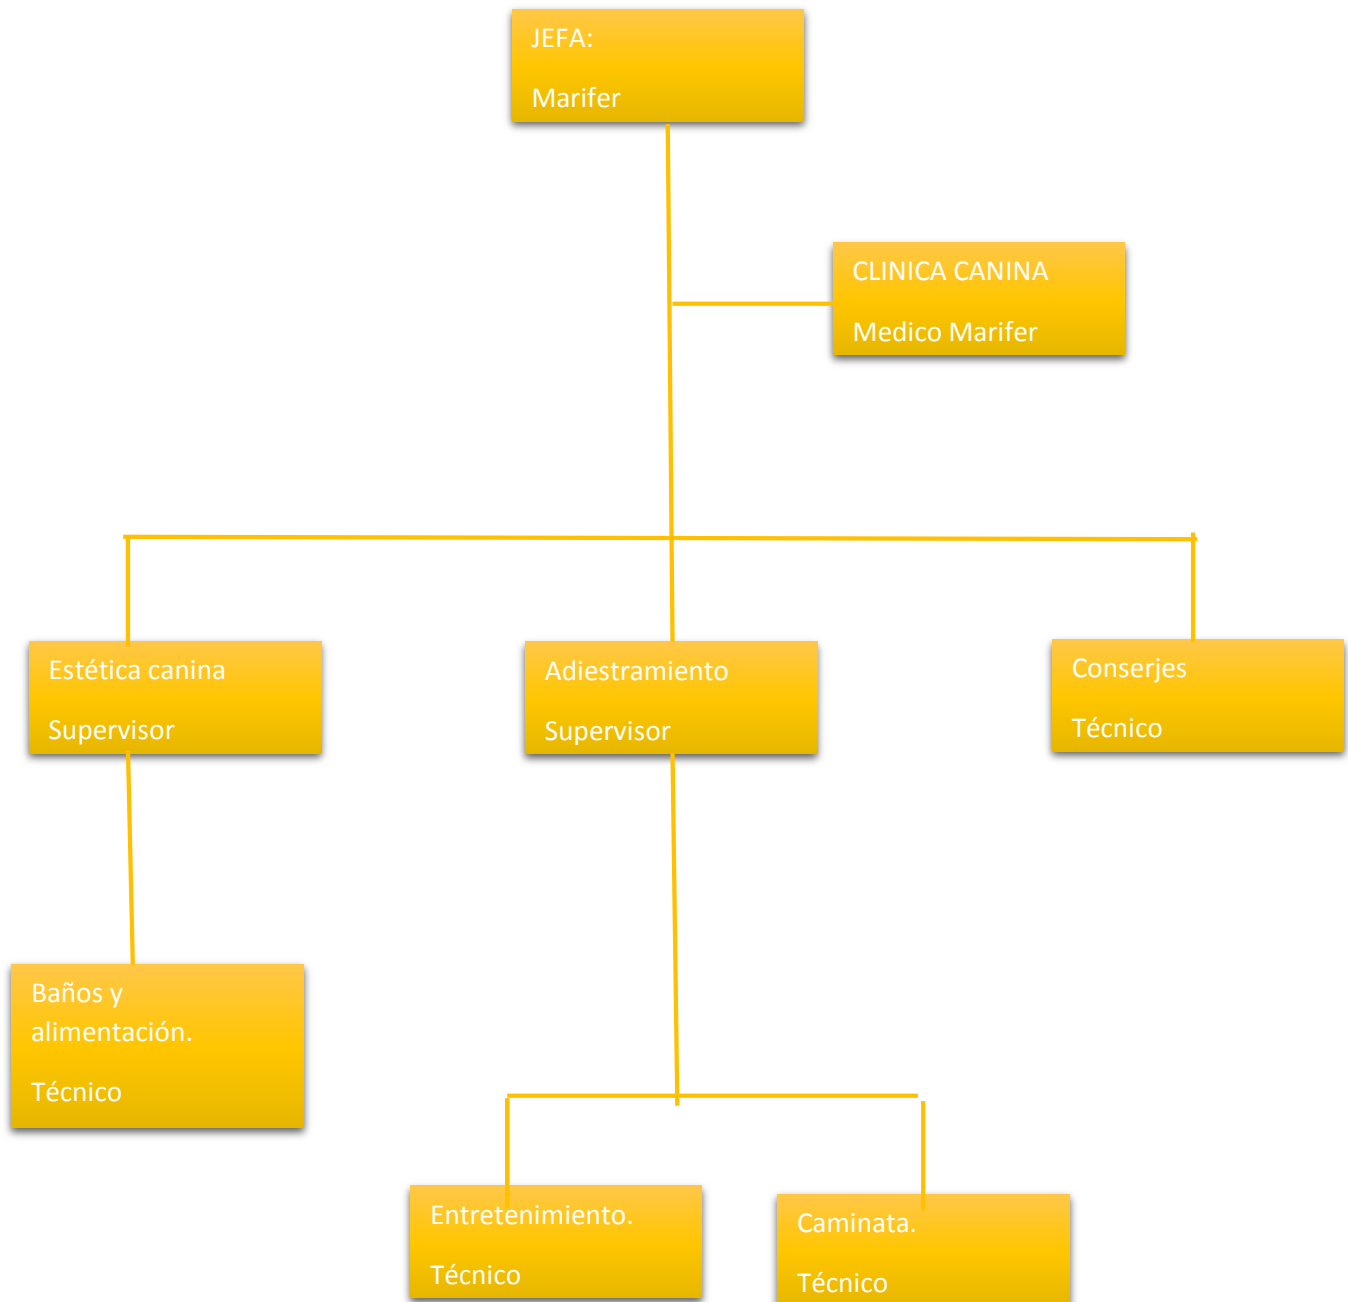 JEFA:
Marifer
CLINICA CANINA
Medico Marifer
Estética canina
Supervisor
Adiestramiento
Supervisor
Conserjes
Técnico
Baños y
alimentación.
Técnico
Entretenimiento.
Técnico
Caminata.
Técnico